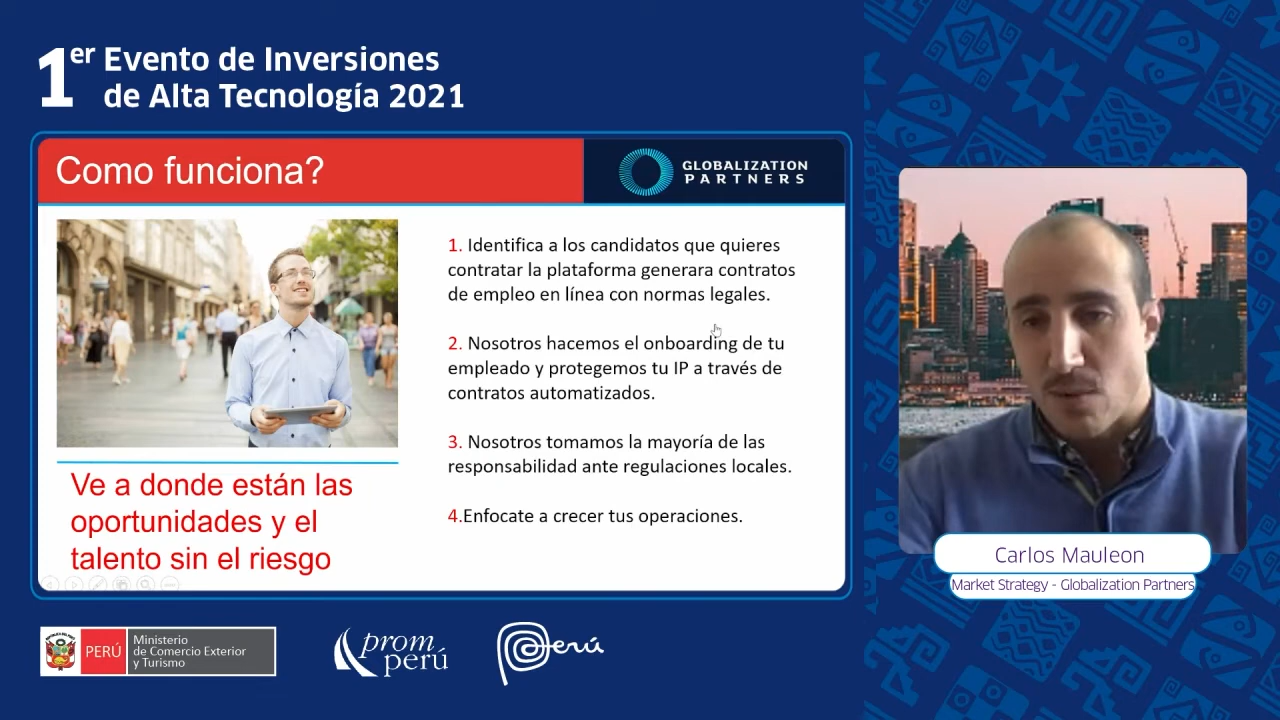 1er Evento de Inversiones
de Alta Tecnología 2021
Como funciona?
GLOBALIZATION
PARTNERS
1. Identifica a los candidatos que quieres
contratar la plataforma generara contratos
de empleo en línea con normas legales.
2. Nosotros hacemos el onboarding de tu
empleado y protegemos tu IP a través de
contratos automatizados.
3. Nosotros tomamos la mayoría de las
responsabilidad ante regulaciones locales.
4.Enfocate a crecer tus operaciones.
Ve a donde están las
oportunidades y el
talento sin el riesgo
Carlos Mauleon
Market Strategy - Globalization Partners
PERÚ
Ministerio
de Comercio Exterior
y Turismo
prom
perú
Perú